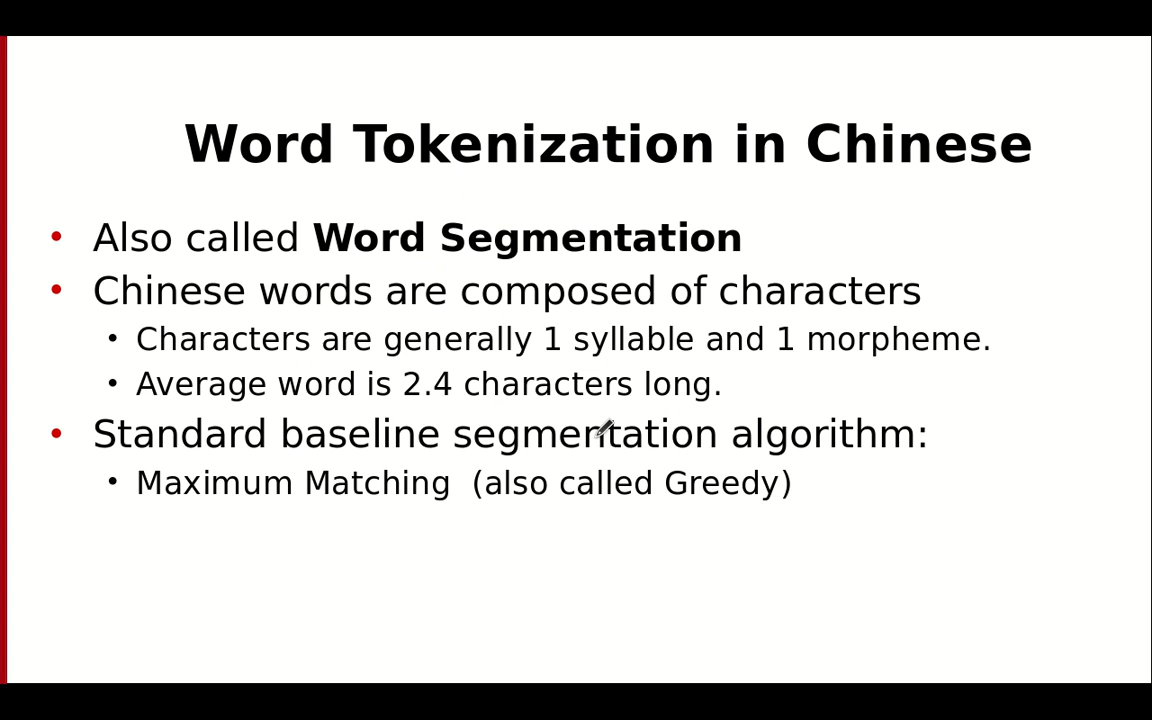 Word Tokenization in Chinese
• Also called Word Segmentation
• Chinese words are composed of characters
• Characters are generally 1 syllable and 1 morpheme.
• Average word is 2.4 characters long.
• Standard baseline segmentation algorithm:
• Maximum Matching  (also called Greedy)